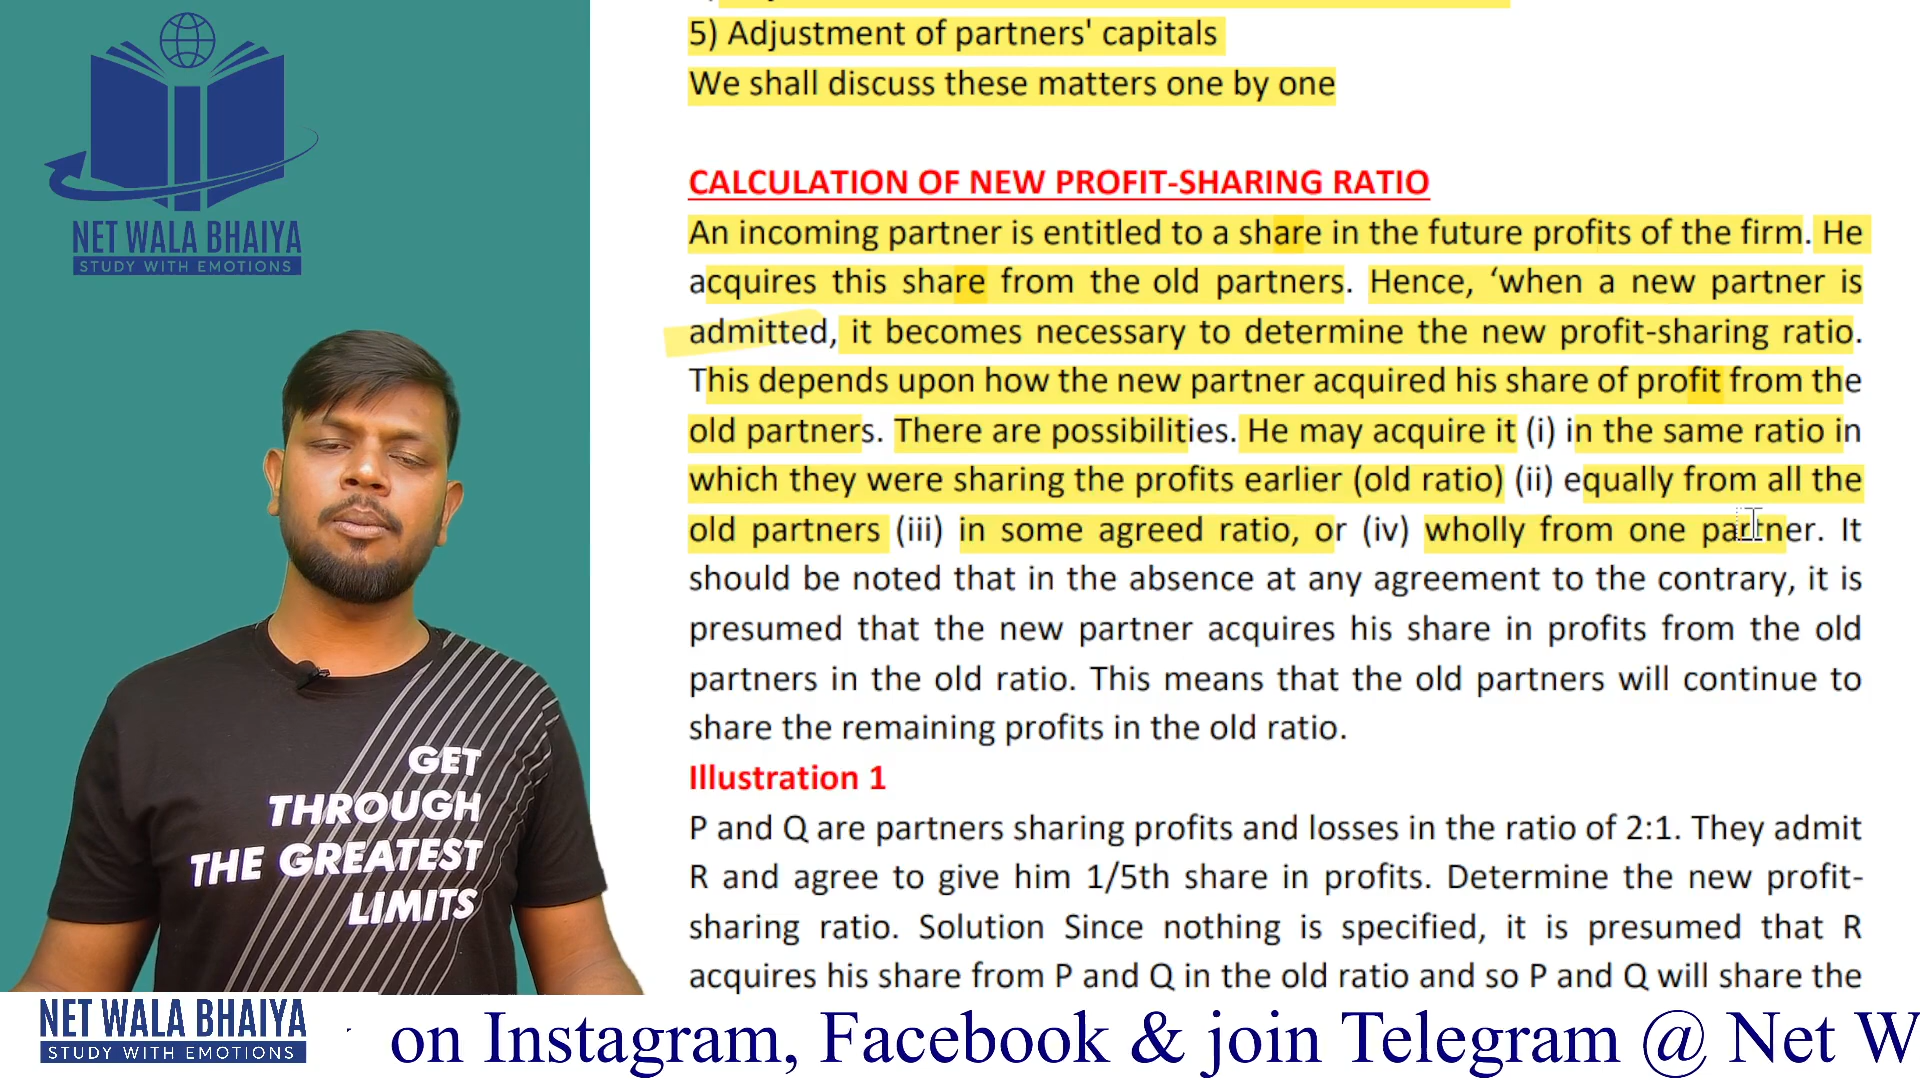 5) Adjustment of partners' capitals
We shall discuss these matters one by one
CALCULATION OF NEW PROFIT-SHARING RATIO
An incoming partner is entitled to a share in the future profits of the firm. He
acquires this share from the old partners. Hence, ‘when a new partner is
admitted, it becomes necessary to determine the new profit-sharing ratio.
This depends upon how the new partner acquired his share of profit from the
old partners. There are possibilities. He may acquire it (i) in the same ratio in
which they were sharing the profits earlier (old ratio) (ii) equally from all the
old partners (iii) in some agreed ratio, or (iv) wholly from one partner. It
should be noted that in the absence at any agreement to the contrary, it is
presumed that the new partner acquires his share in profits from the old
partners in the old ratio. This means that the old partners will continue to
share the remaining profits in the old ratio.
Illustration 1
P and Q are partners sharing profits and losses in the ratio of 2:1. They admit
R and agree to give him 1/5th share in profits. Determine the new profit-
sharing ratio. Solution Since nothing is specified, it is presumed that R
acquires his share from P and Q in the old ratio and so P and Q will share the
NET WALA BHAIYA
STUDY WITH EMOTIONS
GET
THROUGH
THE GREATEST
LIMITS
NET WALA BHAIYA
STUDY WITH EMOTIONS
on Instagram, Facebook & join Telegram @ Net W